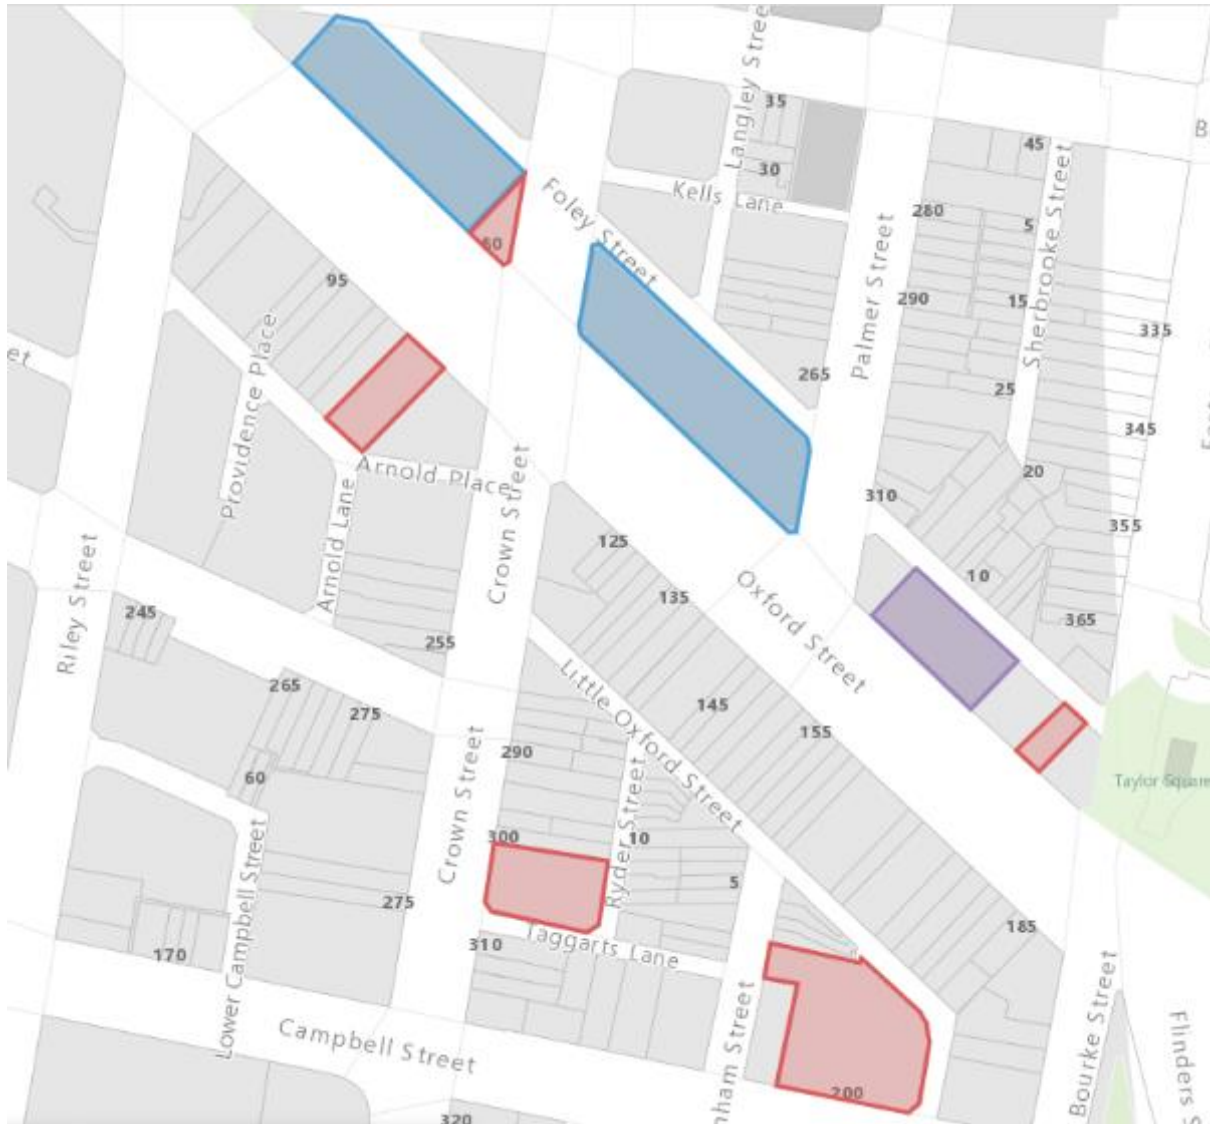 Langley Street
35
B
45
30
Kells Lane
Foley Street
280
Sherbrooke Street
5
60
Palmer Street
95
290
15
335
et
265
25
345
Providence Place
Arnold Place
20
310
Crown Street
355
Arnold Lane
125
10
Oxford Street
Riley Street
135
245
365
255
Little Oxford Street
265
145
275
155
290
Taylor Square
60
Crown Street
Ryder Street
300
10
5
Lower Campbell Street
275
185
170
310
Taggarts Lane
Bourke Street
nham Street
Flinders S
Campbell Street
200
320